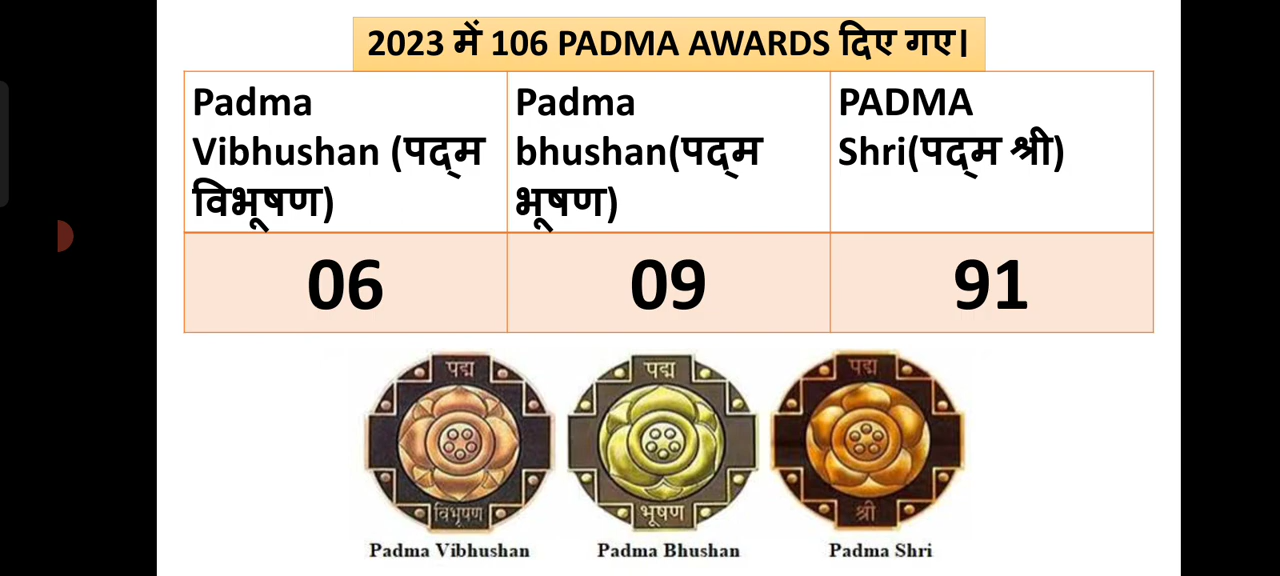 2023 में 106 PADMA AWARDS दिए गए।
Padma
Vibhushan (पद्म
विभूषण)
Padma
bhushan(पद्म
भूषण)
PADMA
Shri(पद्म श्री)
06
09
91
पद्म
विभूषण
पद्म
भूषण
पद्म
श्री
Padma Vibhushan
Padma Bhushan
Padma Shri